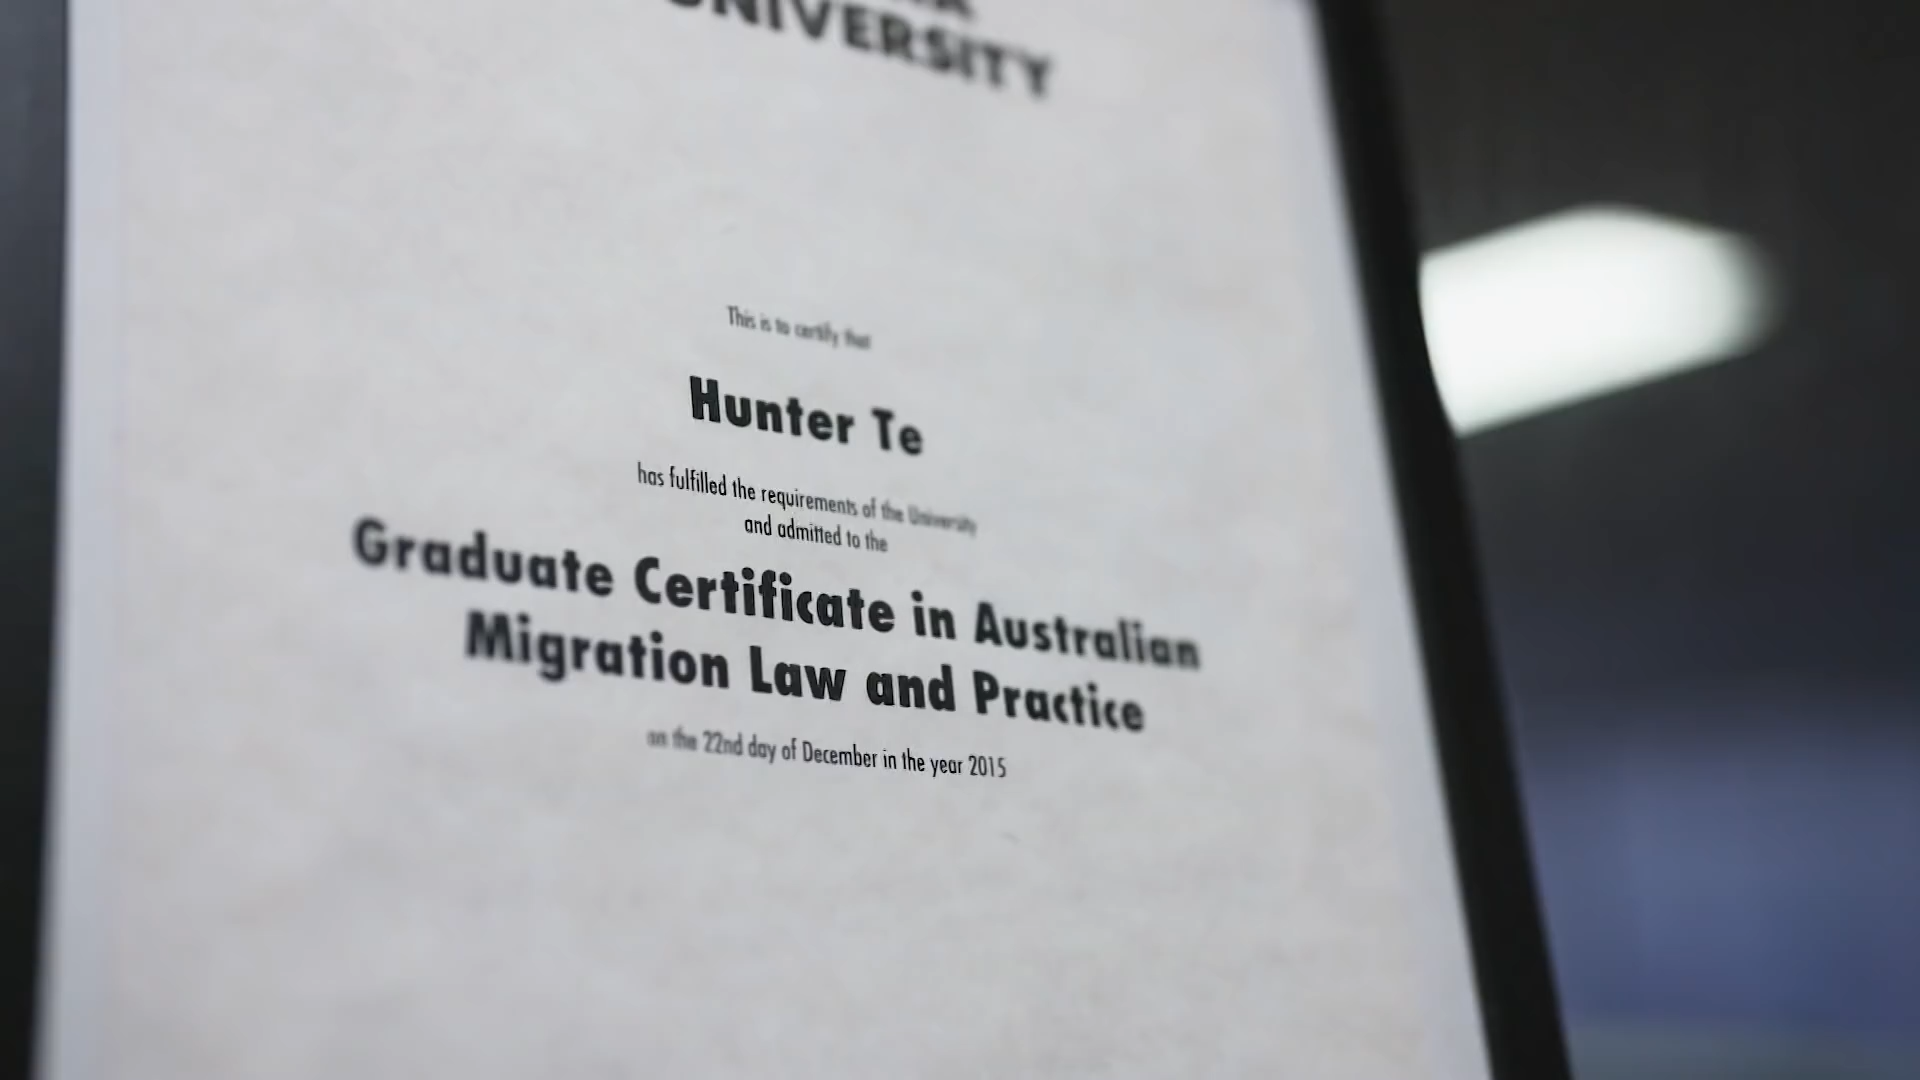 UNIVERSITY
This is to certify that
Hunter Te
has fulfilled the requirements of the University
and admitted to the
Graduate Certificate in Australian
Migration Law and Practice
on the 22nd day of December in the year 2015